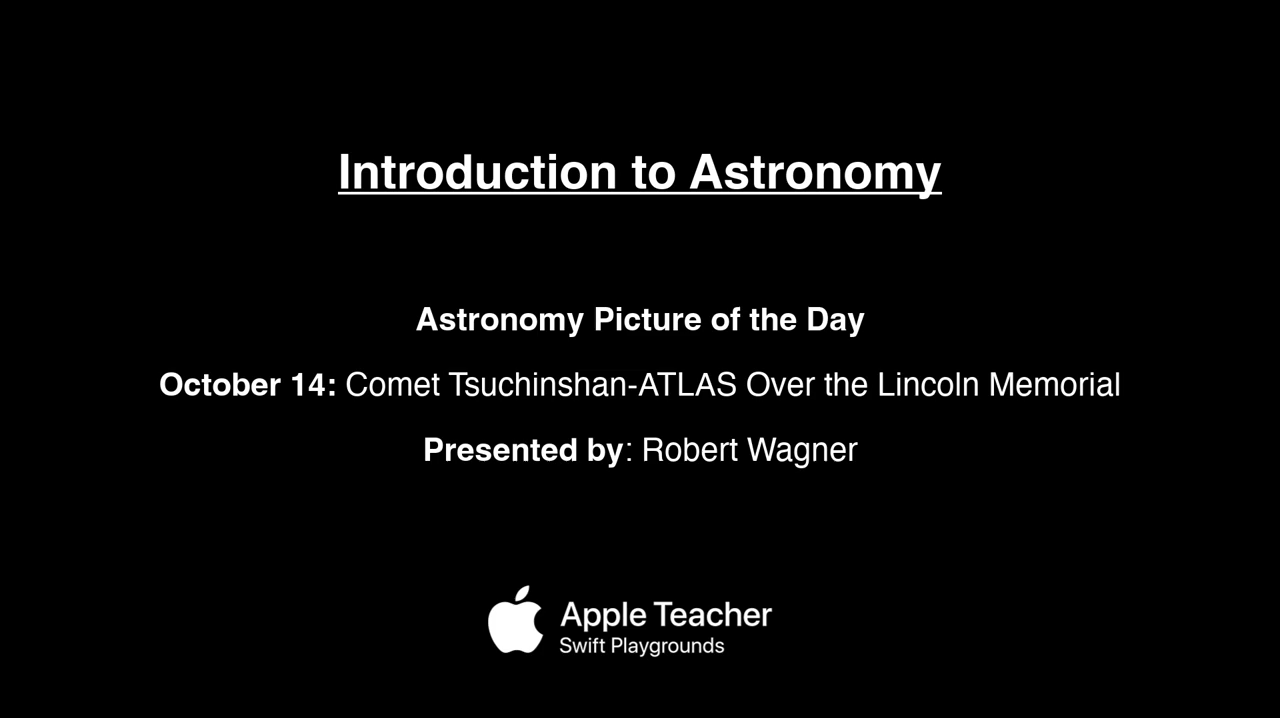 Introduction to Astronomy
Astronomy Picture of the Day
October 14: Comet Tsuchinshan-ATLAS Over the Lincoln Memorial
Presented by: Robert Wagner
Apple Teacher
Swift Playgrounds